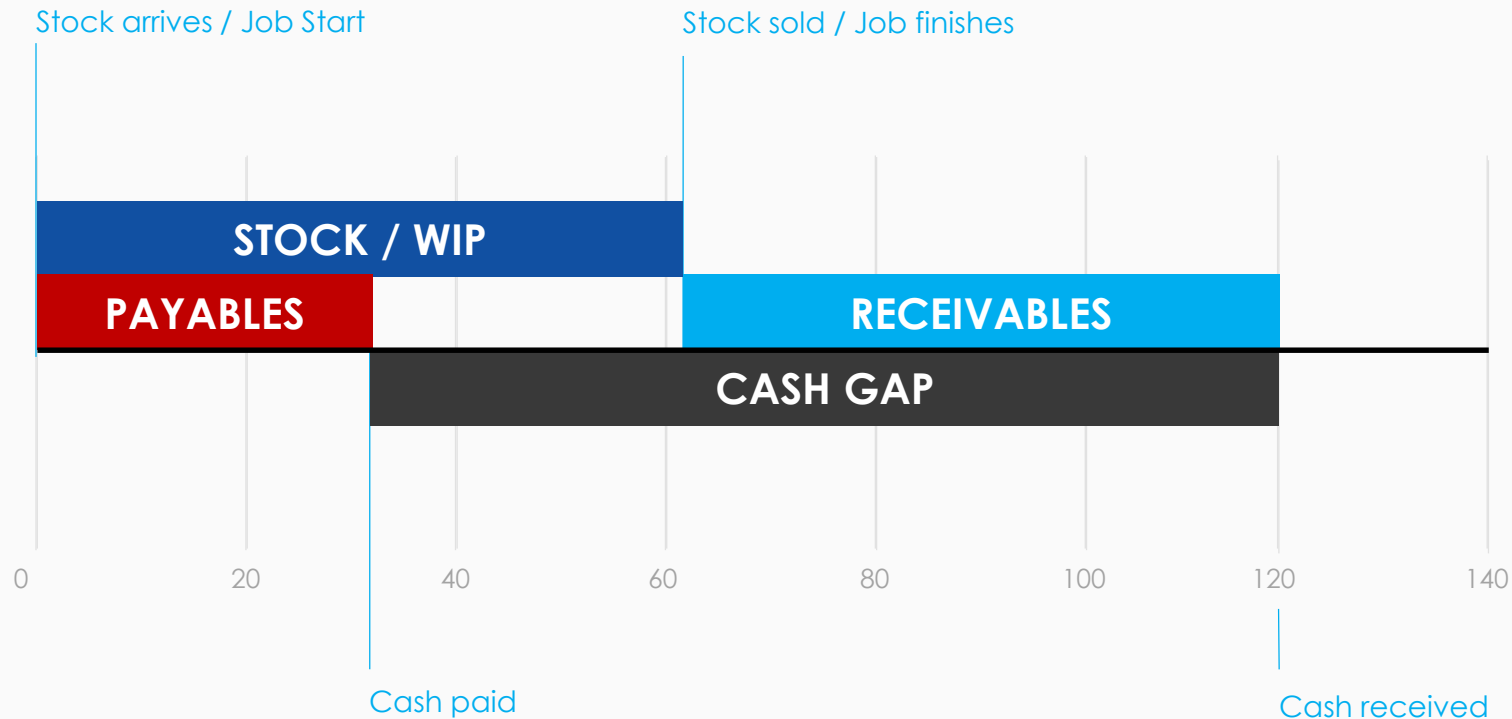 Stock arrives / Job Start
Stock sold / Job finishes
STOCK / WIP
PAYABLES
RECEIVABLES
CASH GAP
0
20
40
60
80
100
120
140
Cash paid
Cash received